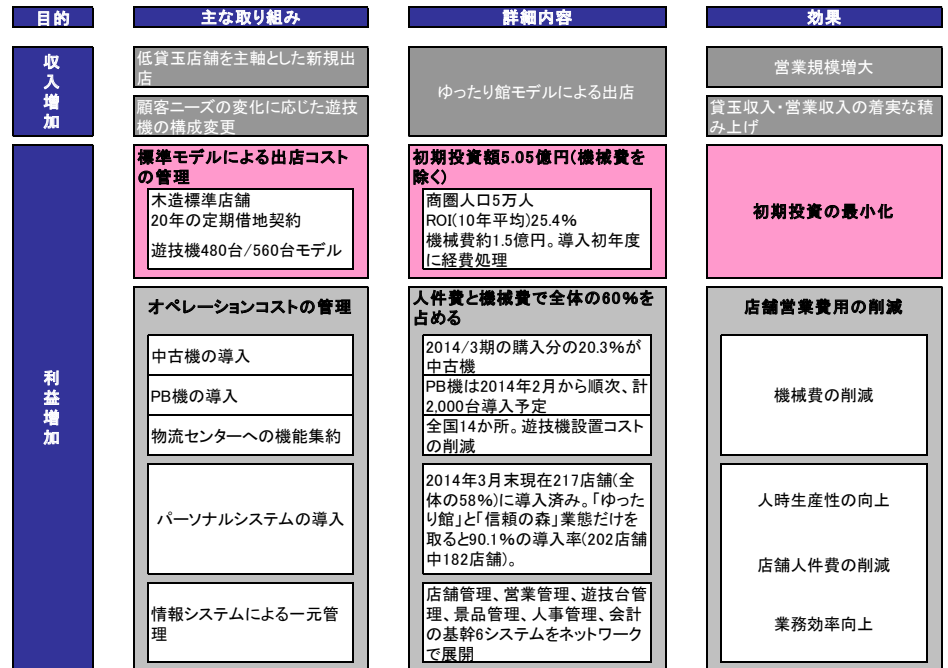 目的
主な取り組み
詳細内容
効果
収
入
増
加
低貸玉店舗を主軸とした新規出
店
顧客ニーズの変化に応じた遊技
機の構成変更
ゆったり館モデルによる出店
営業規模増大
貸玉収入・営業収入の着実な積
み上げ
利
益
増
加
標準モデルによる出店コスト
の管理
木造標準店舗
20年の定期借地契約
遊技機480台/560台モデル
初期投資額5.05億円(機械費を
除く)
商圏人口5万人
ROI(10年平均)25.4%
機械費約1.5億円。導入初年度
に経費処理
初期投資の最小化
オペレーションコストの管理
人件費と機械費で全体の60%を
占める
店舗営業費用の削減
中古機の導入
2014/3期の購入分の20.3%が
中古機
PB機の導入
PB機は2014年2月から順次、計
2,000台導入予定
物流センターへの機能集約
全国14か所。遊技機設置コスト
の削減
機械費の削減
パーソナルシステムの導入
2014年3月末現在217店舗(全
体の58%)に導入済み。「ゆった
り館」と「信頼の森」業態だけを
取ると90.1%の導入率(202店舗
中182店舗)。
人時生産性の向上
店舗人件費の削減
業務効率向上
情報システムによる一元管
理
店舗管理、営業管理、遊技台管
理、景品管理、人事管理、会計
の基幹6システムをネットワーク
で展開